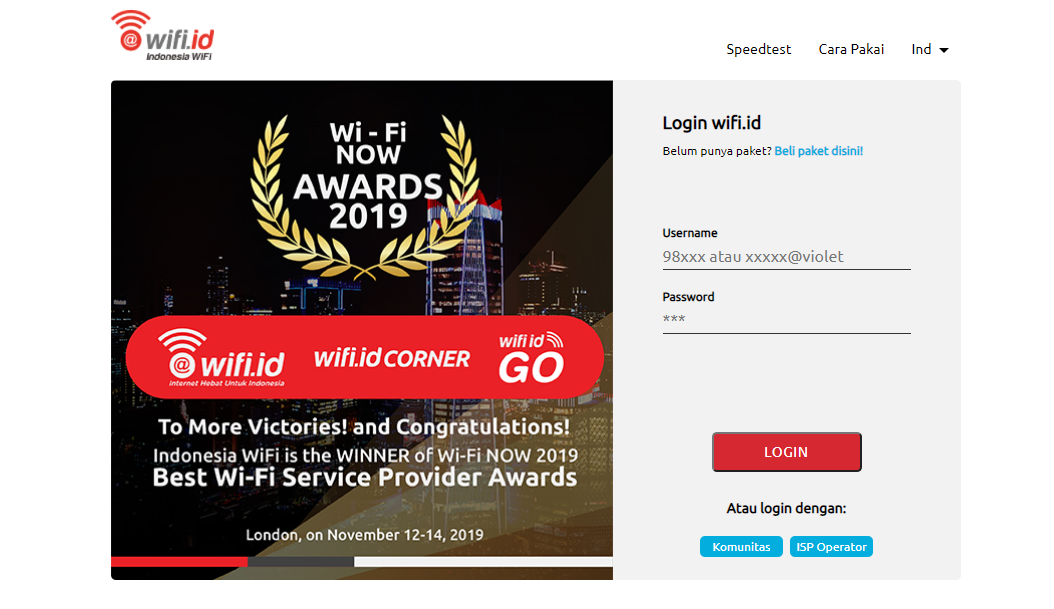 @wifi.id
Indonesia WiFi
Speedtest
Cara Pakai
Ind
Wi - Fi
NOW
AWARDS
2019
@wifi.id
Internet Hebat Untuk Indonesia
wifi.id CORNER
wifi id
GO
To More Victories! and Congratulations!
Indonesia WiFi is the WINNER of Wi-Fi NOW 2019
Best Wi-Fi Service Provider Awards
London, on November 12-14, 2019
Login wifi.id
Belum punya paket? Beli paket disini!
Username
98xxx atau xxxxx@violet
Password
***
LOGIN
Atau login dengan:
Komunitas
ISP Operator